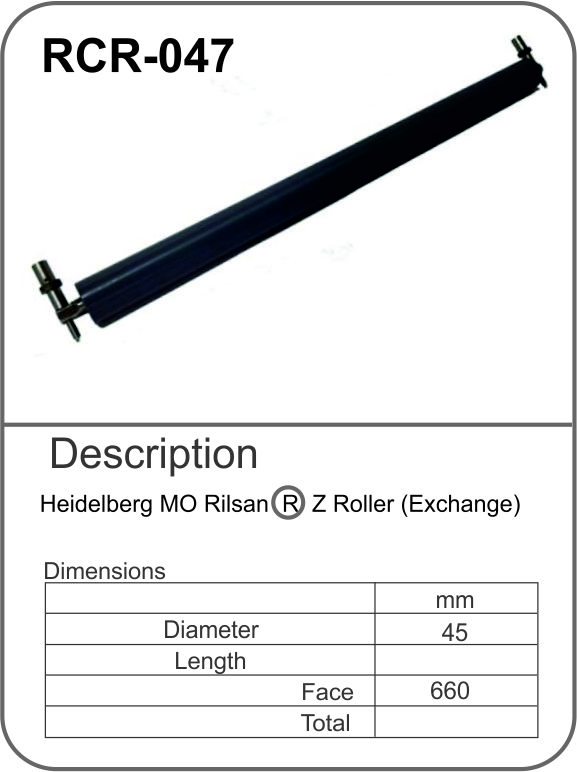 RCR-047
Description
Heidelberg MO Rilsan ® Z Roller (Exchange)
Dimensions
mm
Diameter 45
Length
Face 660
Total